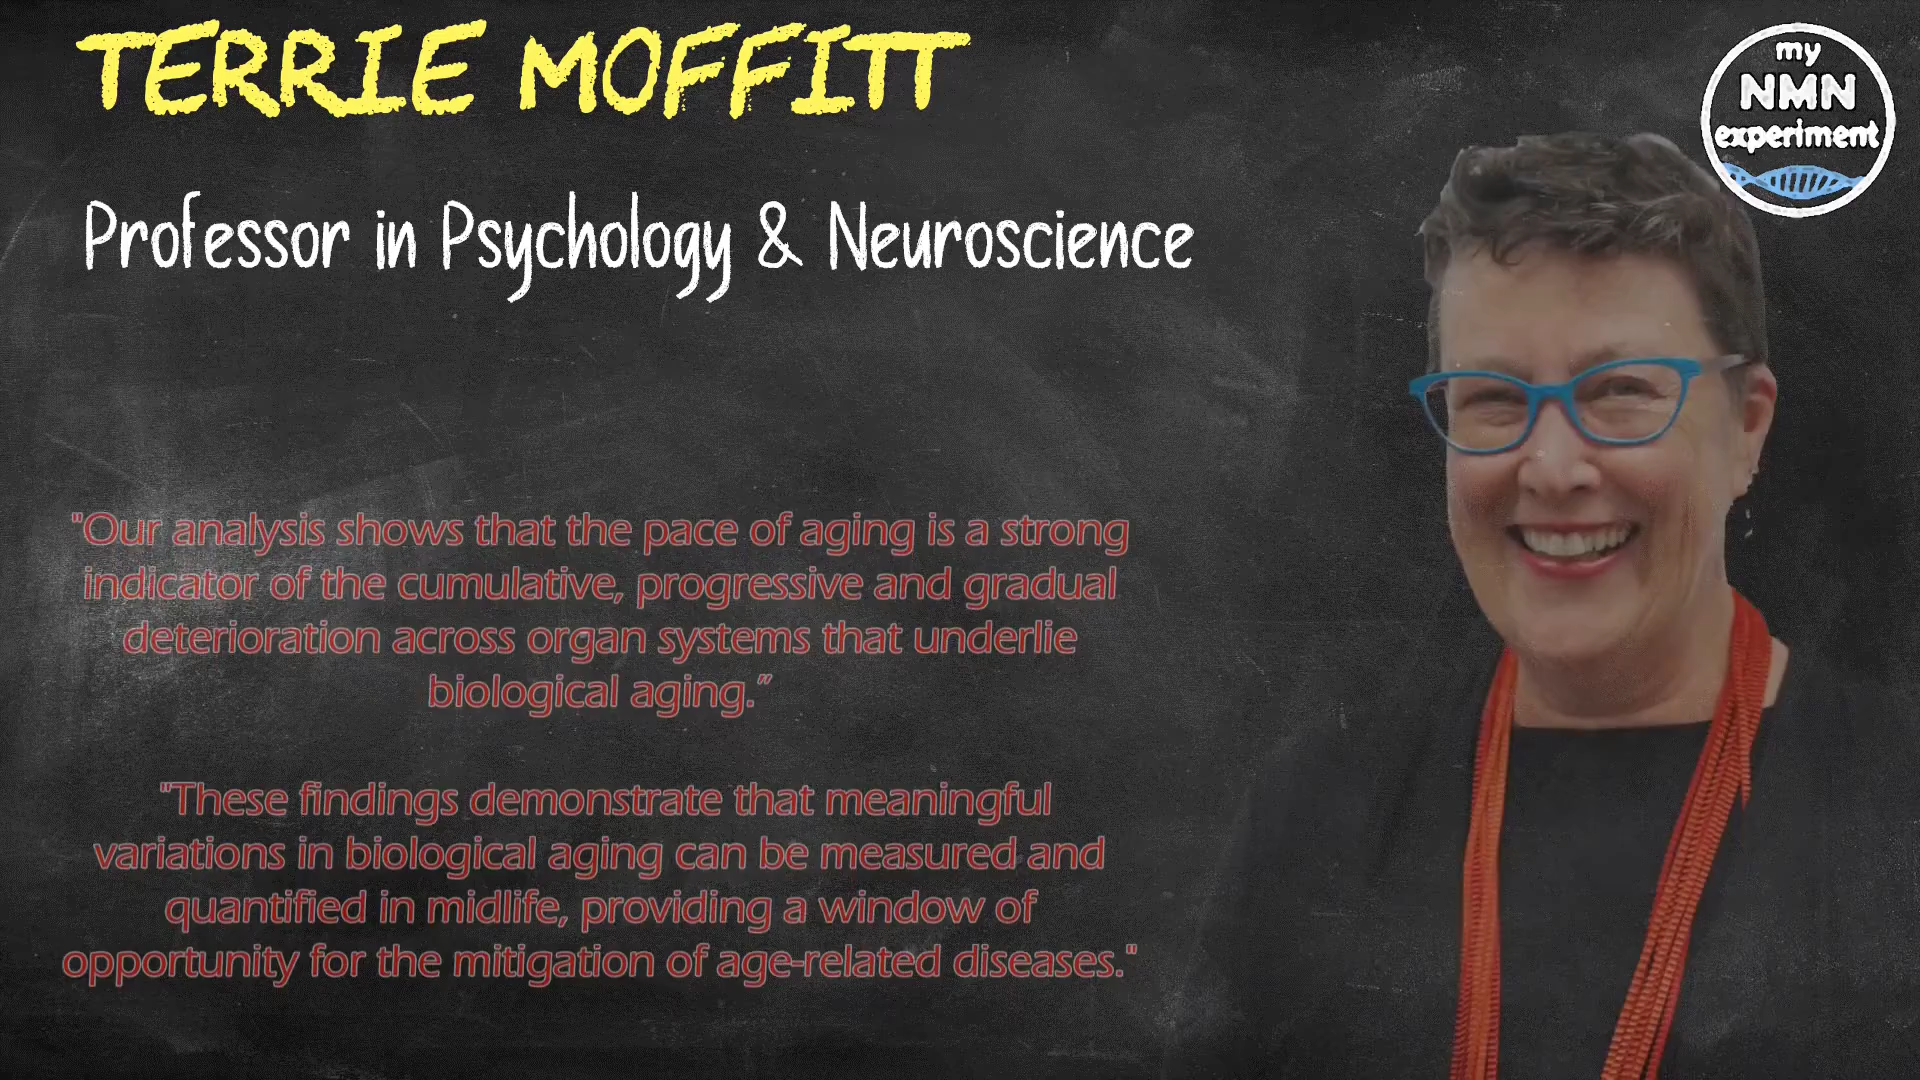 TERRIE MOFFITT
my
NMN
experiment
Professor in Psychology & Neuroscience
"Our analysis shows that the pace of aging is a strong
indicator of the cumulative, progressive and gradual
deterioration across organ systems that underlie
biological aging.”
"These findings demonstrate that meaningful
variations in biological aging can be measured and
quantified in midlife, providing a window of
opportunity for the mitigation of age-related diseases."